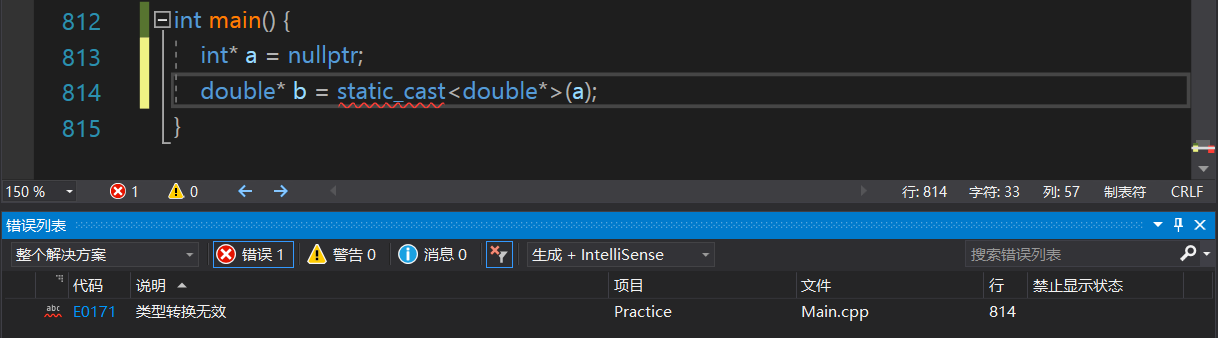 812 int main() {
813 int* a = nullptr;
814 double* b = static_cast<double*>(a);
815 }
150 % 1 0 行: 814 字符: 33 列: 57 制表符 CRLF
错误列表
整个解决方案 错误 1 警告 0 消息 0 生成 + IntelliSense 搜索错误列表
代码 说明 项目 文件 行 禁止显示状态
abc E0171 类型转换无效 Practice Main.cpp 814